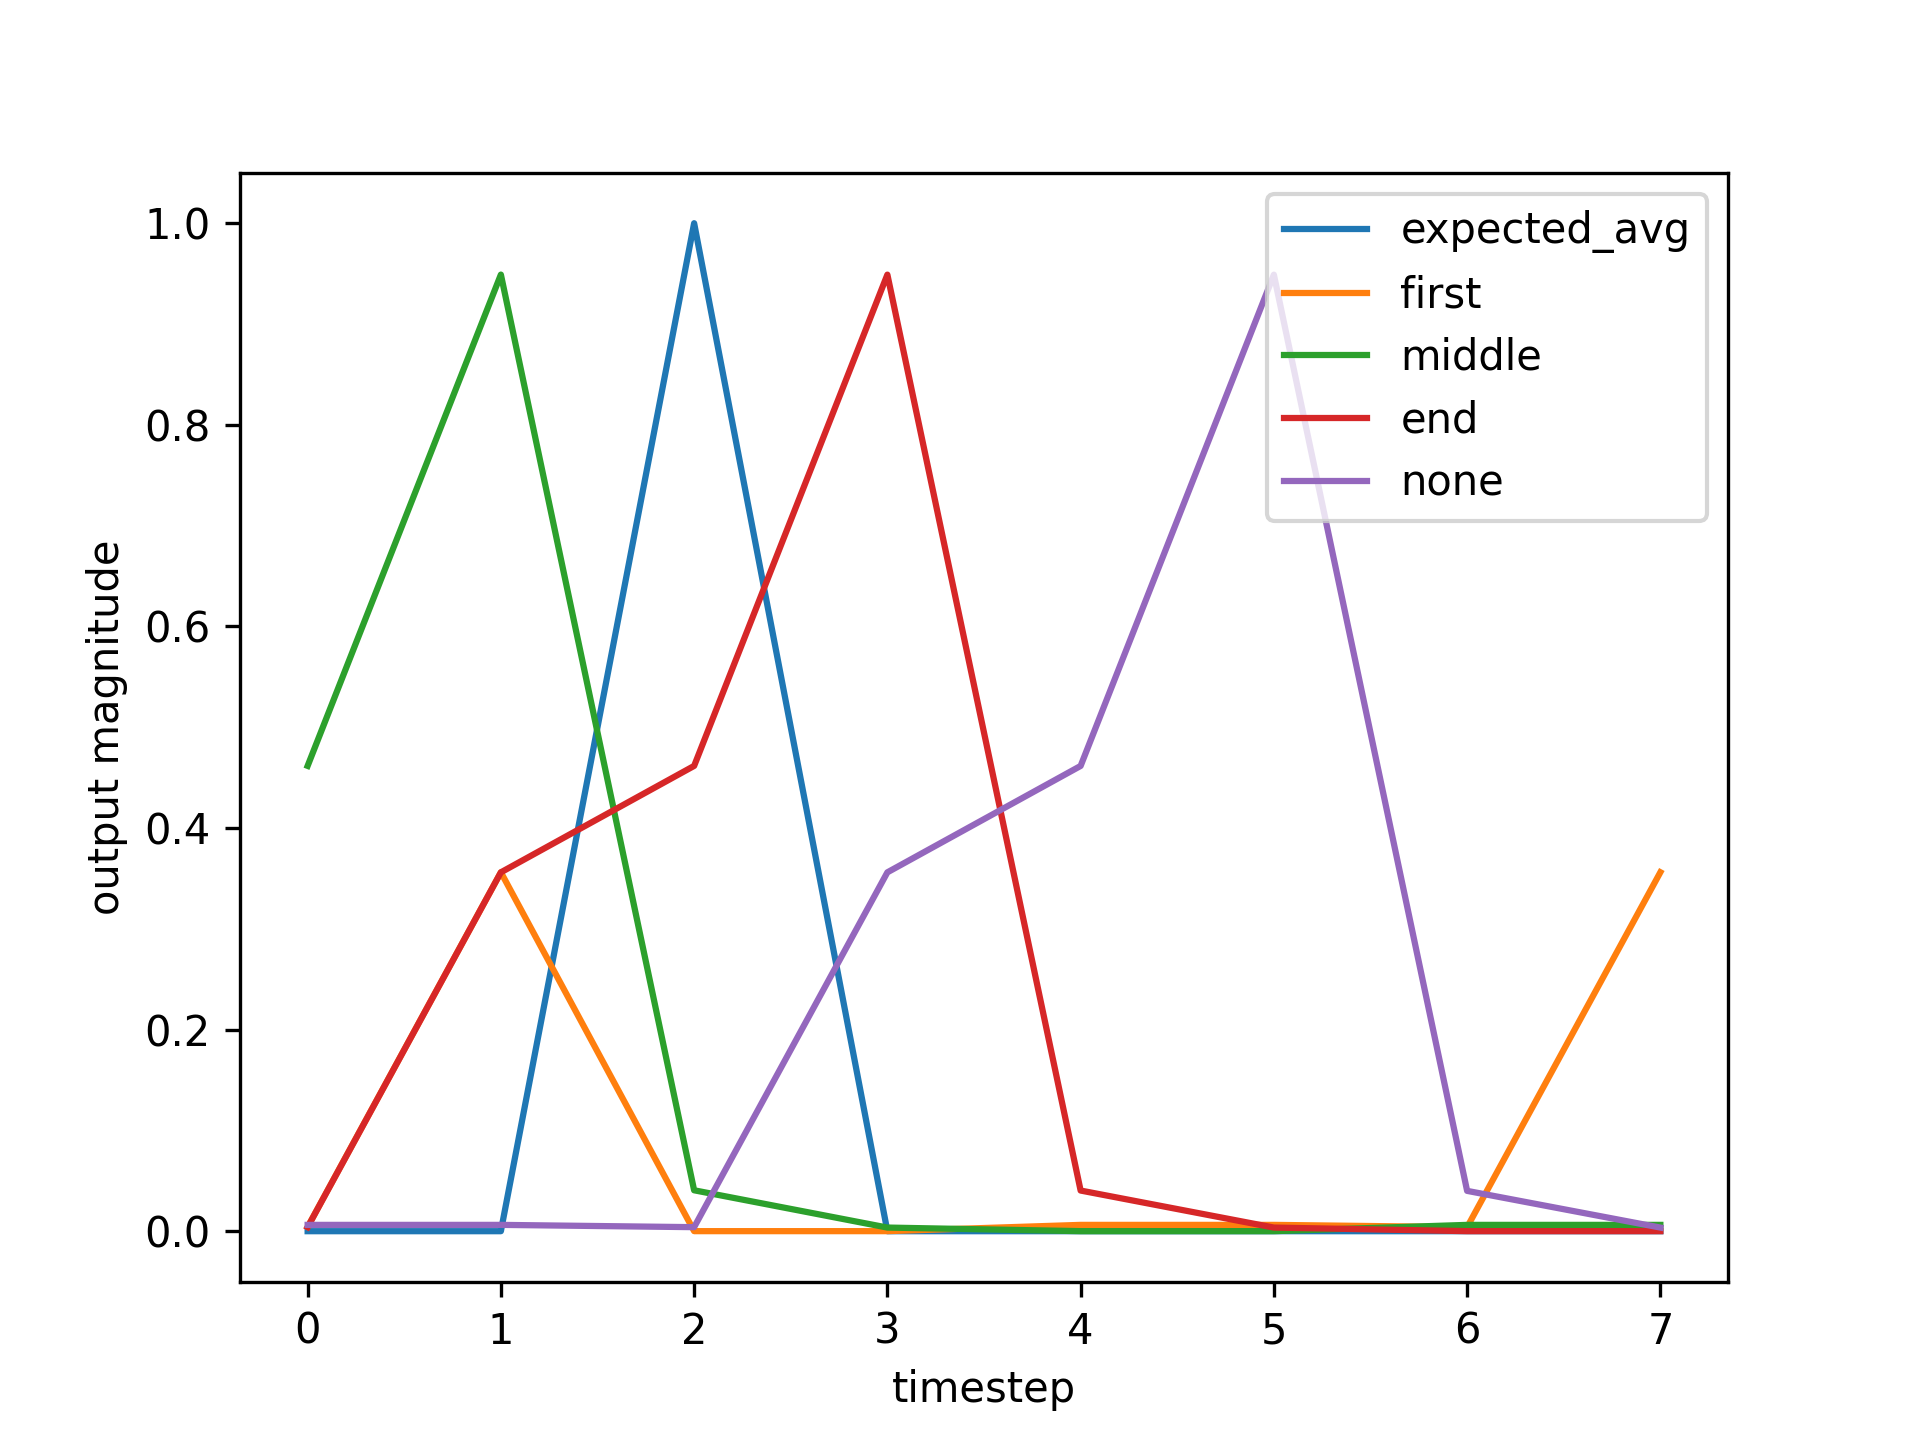 1.0
0.8
0.6
0.4
0.2
0.0
output magnitude
0 1 2 3 4 5 6 7
timestep
expected_avg
first
middle
end
none